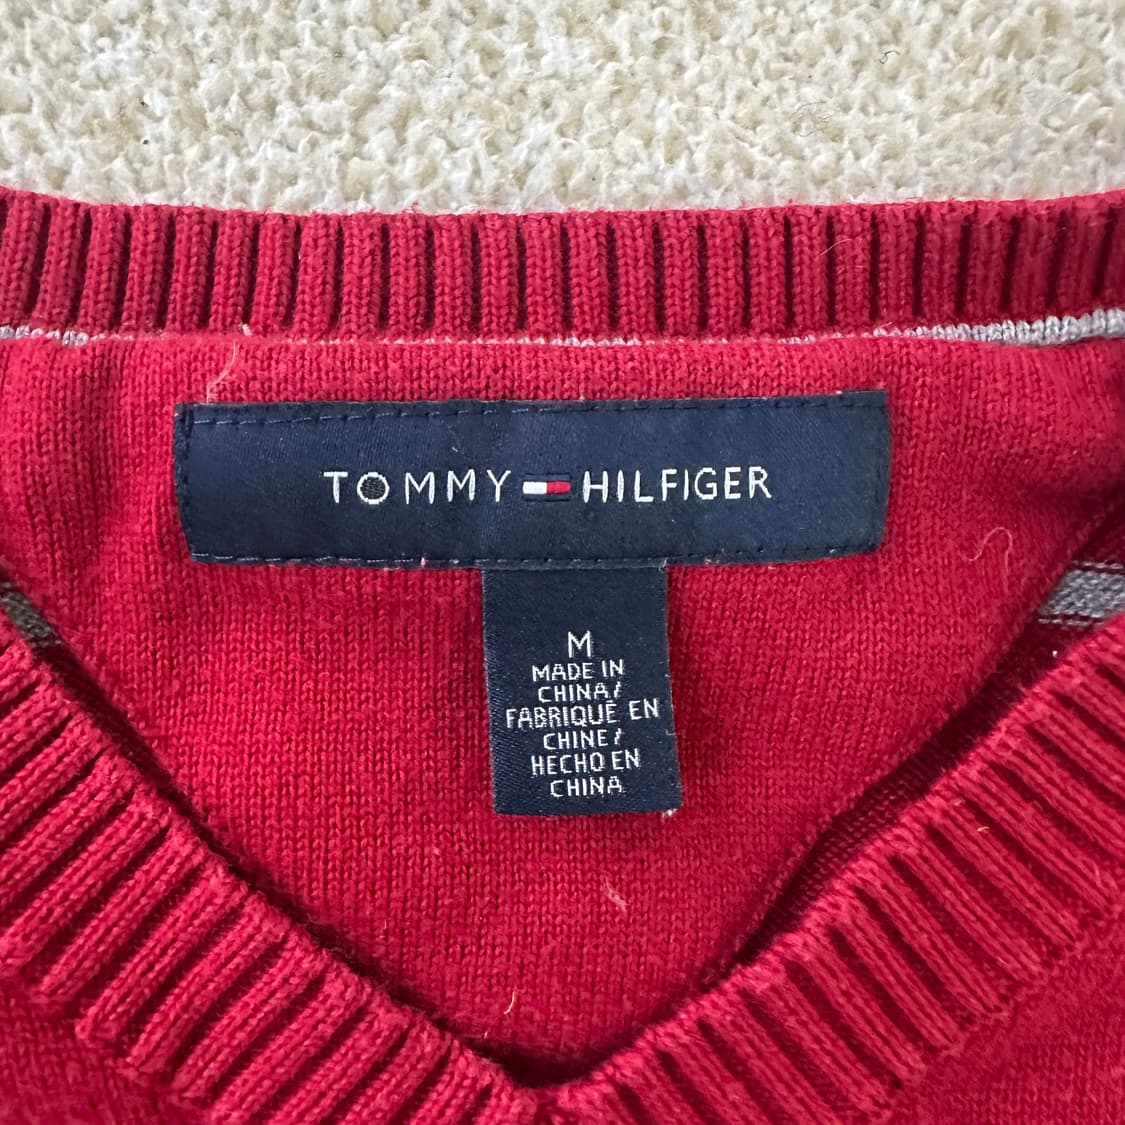 TOMMY HILFIGER
M
MADE IN
CHINA/
FABRIQUÉ EN
CHINE/
HECHO EN
CHINA